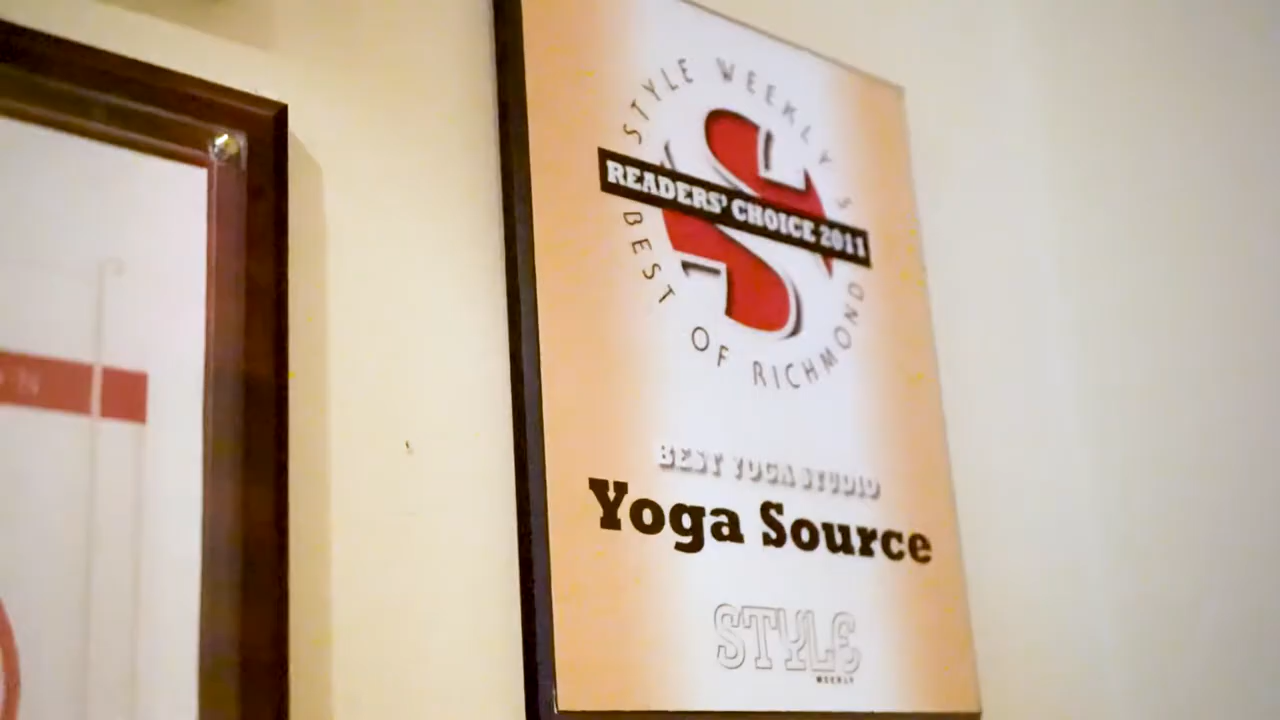 STYLE WEEKLY'S
READERS' CHOICE 2011
BEST OF RICHMOND
BEST YOGA STUDIO
Yoga Source
STYLE
WEEKLY